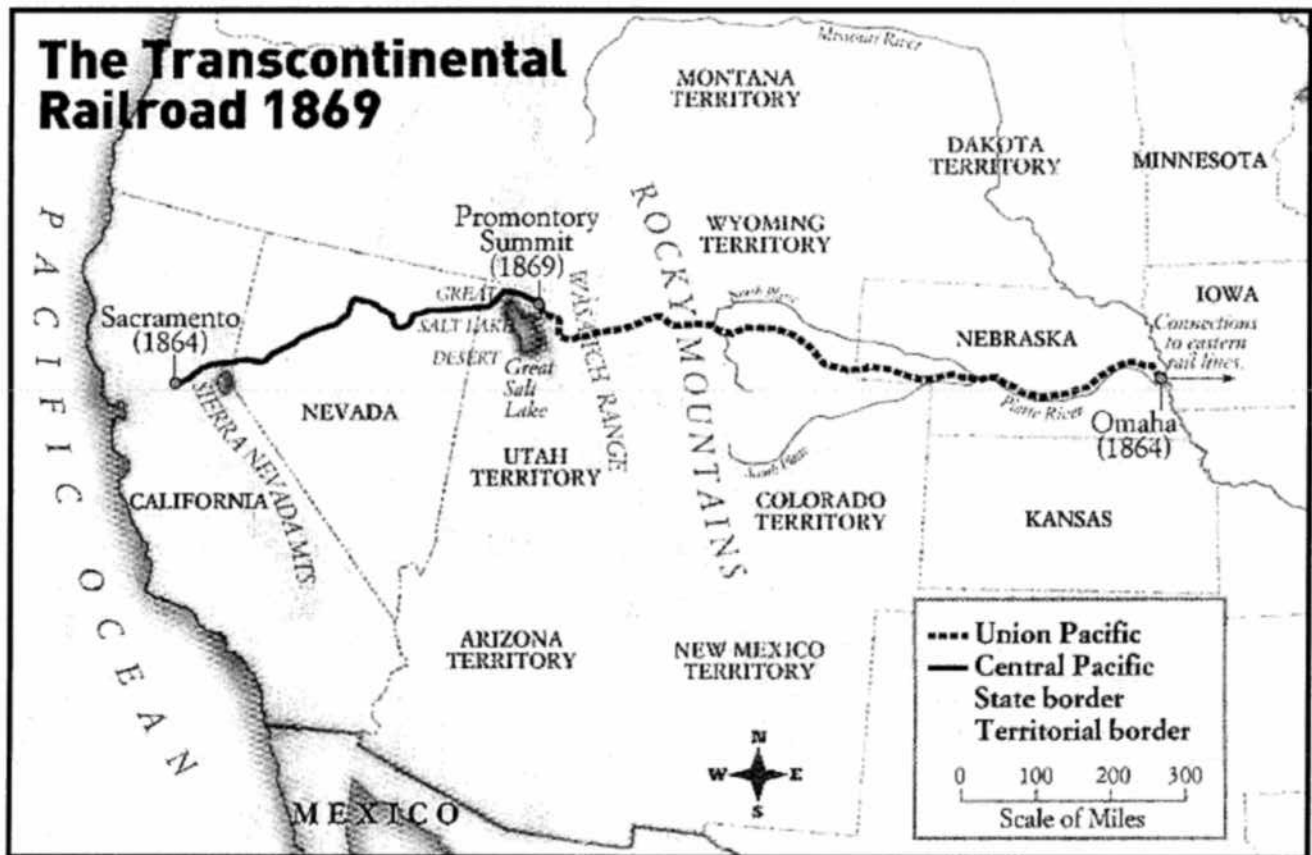 The Transcontinental
Railroad 1869
Missouri River
MONTANA
TERRITORY
DAKOTA
TERRITORY
MINNESOTA
PACIFIC OCEAN
ROCKY MOUNTAINS
Promontory
Summit
(1869)
WYOMING
TERRITORY
WASATCH RANGE
IOWA
Sacramento
(1864)
GREAT
SALT LAKE
DESERT
Great
Salt
Lake
NEBRASKA
Connections
to eastern
rail lines.
Platte River
Omaha
(1864)
SIERRA NEVADA MTS.
NEVADA
UTAH
TERRITORY
CALIFORNIA
COLORADO
TERRITORY
KANSAS
ARIZONA
TERRITORY
NEW MEXICO
TERRITORY
MEXICO
N
W E
S
Union Pacific
Central Pacific
State border
Territorial border
0 100 200 300
Scale of Miles